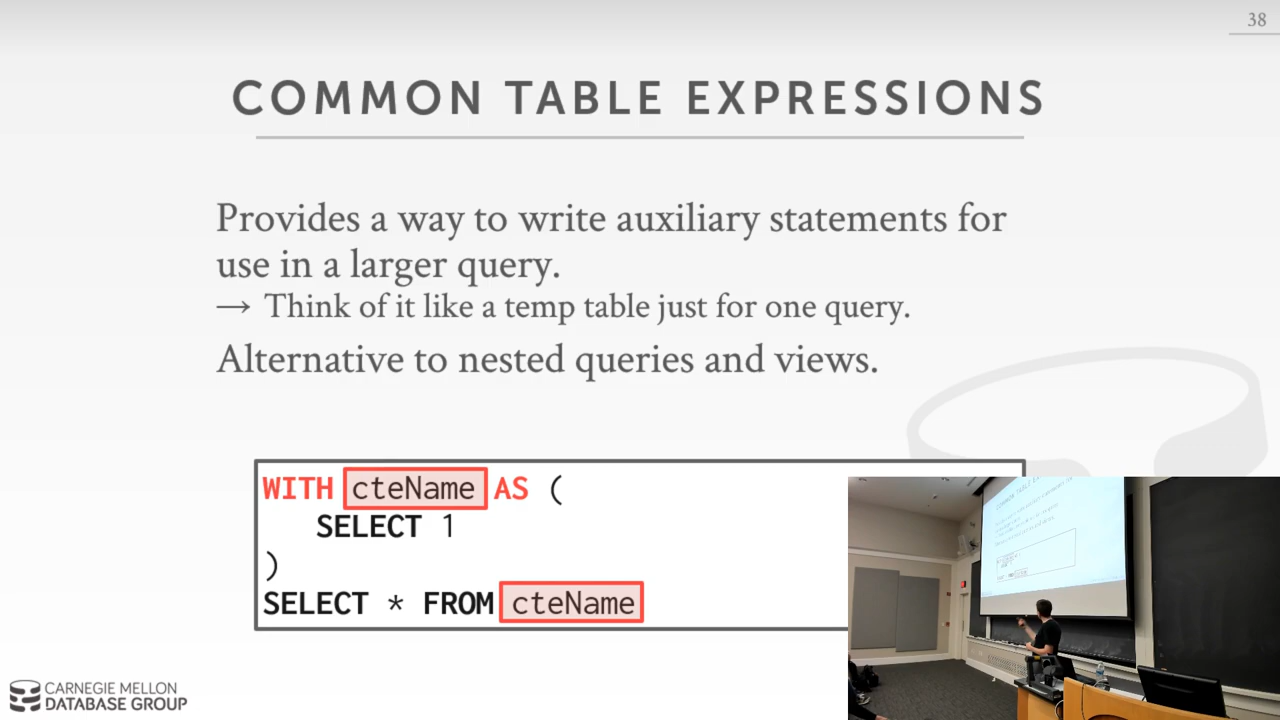 38
COMMON TABLE EXPRESSIONS
Provides a way to write auxiliary statements for
use in a larger query.
→ Think of it like a temp table just for one query.
Alternative to nested queries and views.
WITH cteName AS (
SELECT 1
)
SELECT * FROM cteName
CARNEGIE MELLON
DATABASE GROUP